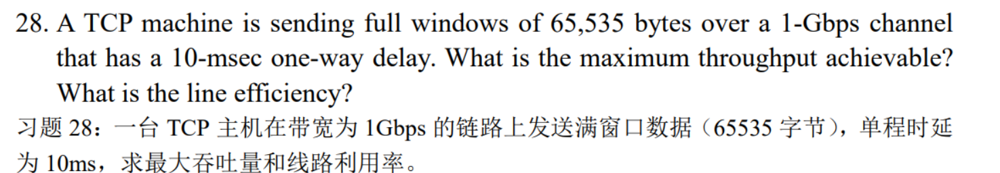 28. A TCP machine is sending full windows of 65,535 bytes over a 1-Gbps channel
that has a 10-msec one-way delay. What is the maximum throughput achievable?
What is the line efficiency?
习题 28：一台 TCP 主机在带宽为 1Gbps 的链路上发送满窗口数据（65535 字节），单程时延
为 10ms，求最大吞吐量和线路利用率。